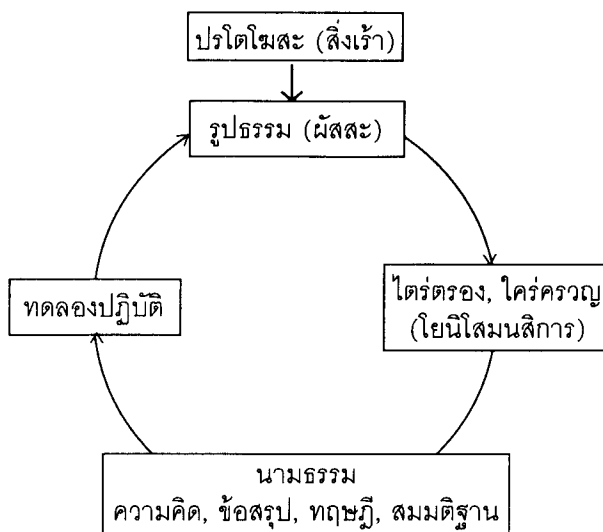 ปรโตโฆสะ (สิ่งเร้า)
รูปธรรม (ผัสสะ)
ไตร่ตรอง, ใคร่ครวญ
(โยนิโสมนสิการ)
ทดลองปฏิบัติ
นามธรรม
ความคิด, ข้อสรุป, ทฤษฎี, สมมติฐาน